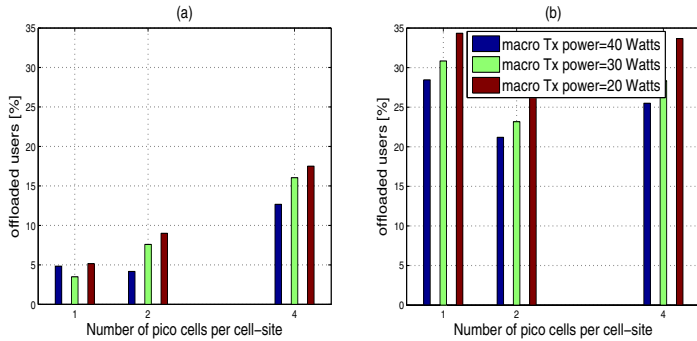 (a)
35
30
25
20
15
10
5
0
offloaded users [%]
1
2
4
Number of pico cells per cell-site
(b)
35
30
25
20
15
10
5
0
offloaded users [%]
macro Tx power=40 Watts
macro Tx power=30 Watts
macro Tx power=20 Watts
1
2
4
Number of pico cells per cell-site